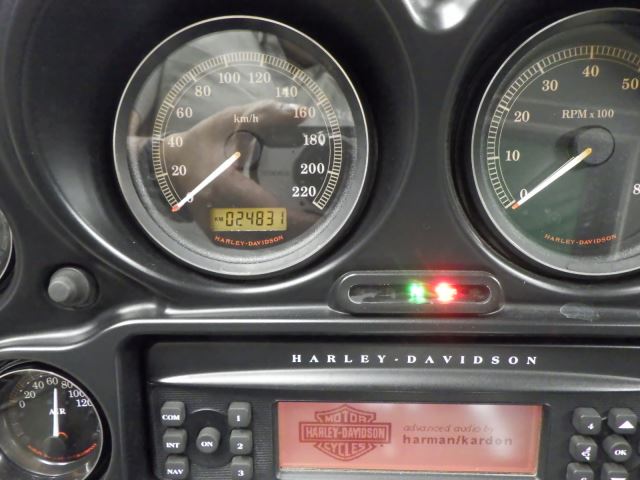 0 20 40 60 80 100 120 140 160 180 200 220
km/h
KM 024831
HARLEY-DAVIDSON
0 10 20 30 40 50 8
RPM x 100
HARLEY-DAVIDSON
HARLEY-DAVIDSON
0 20 40 60 80 100 120
AIR
COM
INT
NAV
ON
1
2
3
MOTOR
HARLEY-DAVIDSON
CYCLES
advanced audio by
harman/kardon
4
OK